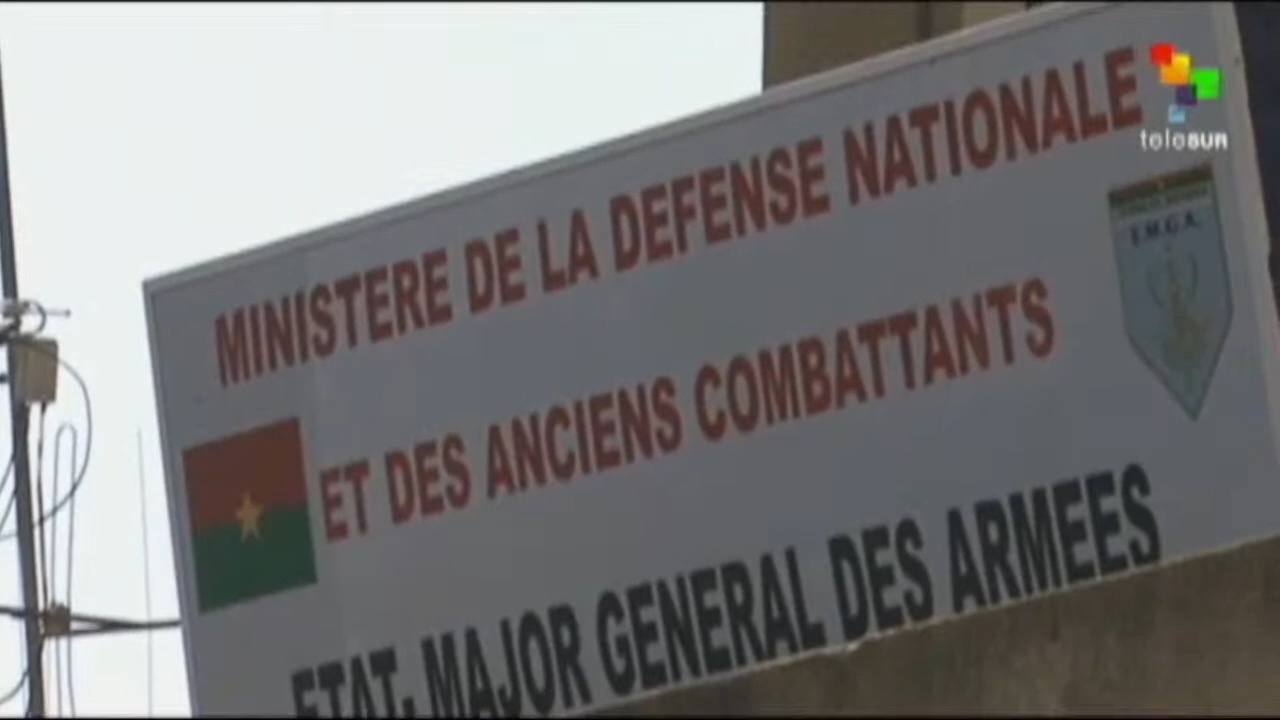 MINISTERE DE LA DEFENSE NATIONALE
ET DES ANCIENS COMBATTANTS
ETAT-MAJOR GENERAL DES ARMEES
E.M.G.A.
teleSUR